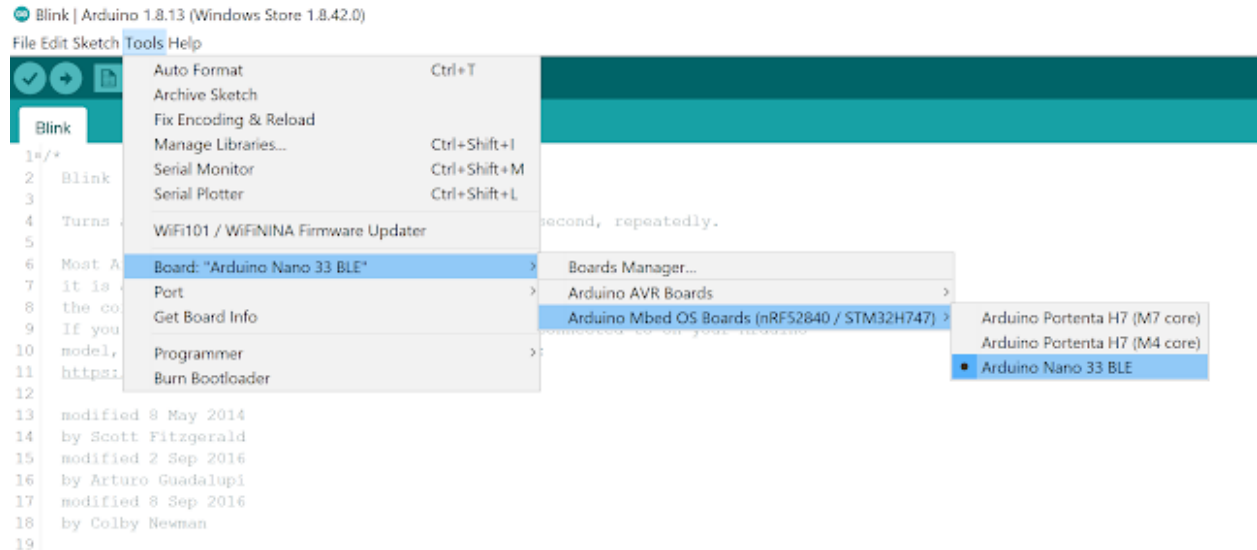 Blink | Arduino 1.8.13 (Windows Store 1.8.42.0)
File Edit Sketch Tools Help
Auto Format Ctrl+T
Archive Sketch
Fix Encoding & Reload
Manage Libraries... Ctrl+Shift+I
Serial Monitor Ctrl+Shift+M
Serial Plotter Ctrl+Shift+L
WiFi101 / WiFiNINA Firmware Updater
Board: "Arduino Nano 33 BLE"
Port
Get Board Info
Programmer
Burn Bootloader
Boards Manager...
Arduino AVR Boards
Arduino Mbed OS Boards (nRF52840 / STM32H747)
Arduino Portenta H7 (M7 core)
Arduino Portenta H7 (M4 core)
Arduino Nano 33 BLE
Blink
1 /*
2 Blink
3
4 Turns second, repeatedly.
5
6 Most A
7 it is
8 the co
9 If you on your Arduino
10 model,
11 https:
12
13 modified 8 May 2014
14 by Scott Fitzgerald
15 modified 2 Sep 2016
16 by Arturo Guadalupi
17 modified 8 Sep 2016
18 by Colby Newman
19